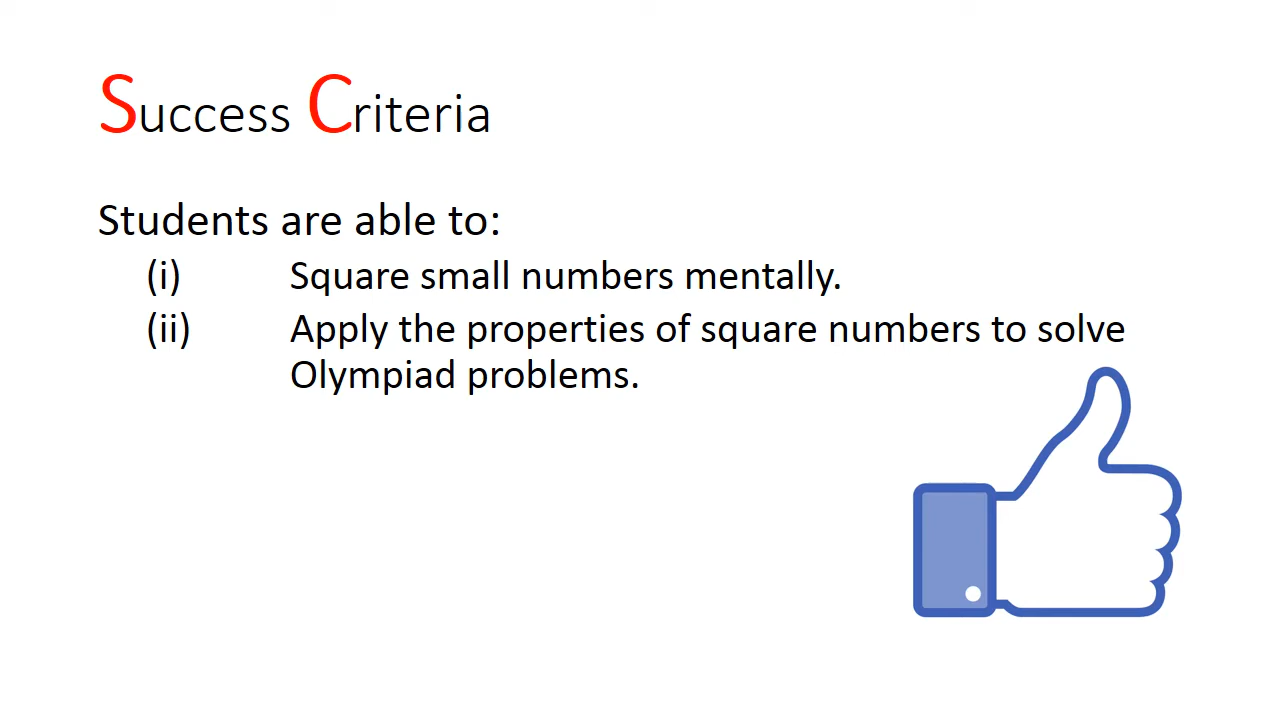 Success Criteria
Students are able to:
(i) Square small numbers mentally.
(ii) Apply the properties of square numbers to solve
Olympiad problems.